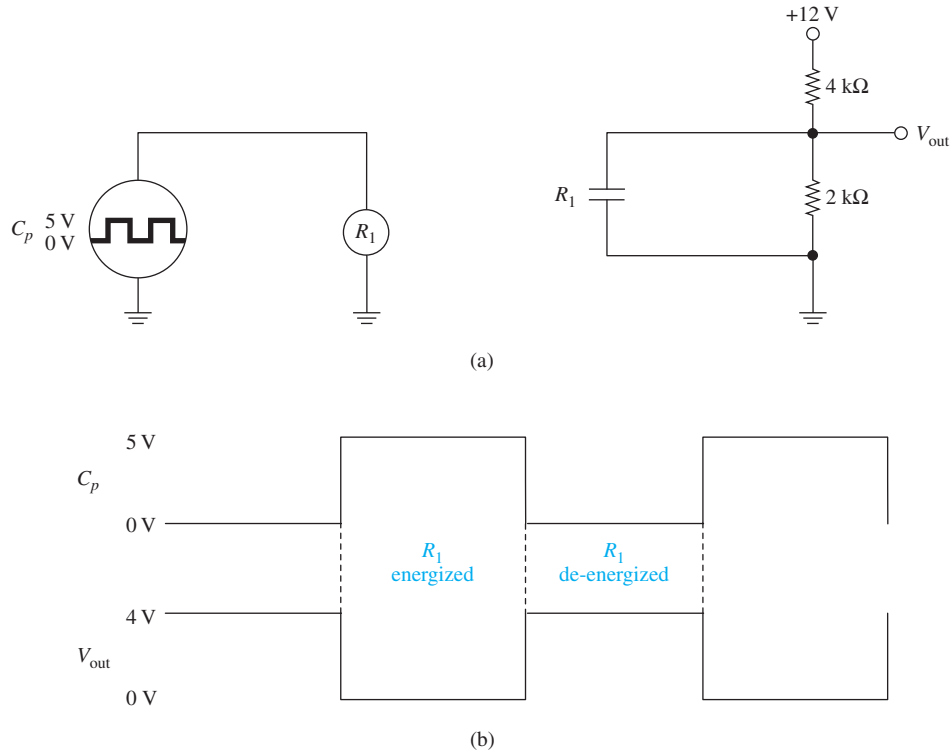 +12 V
4 kΩ
V_out
R_1
2 kΩ
C_p
5 V
0 V
R_1
(a)
5 V
C_p
0 V
R_1
energized
R_1
de-energized
4 V
V_out
0 V
(b)